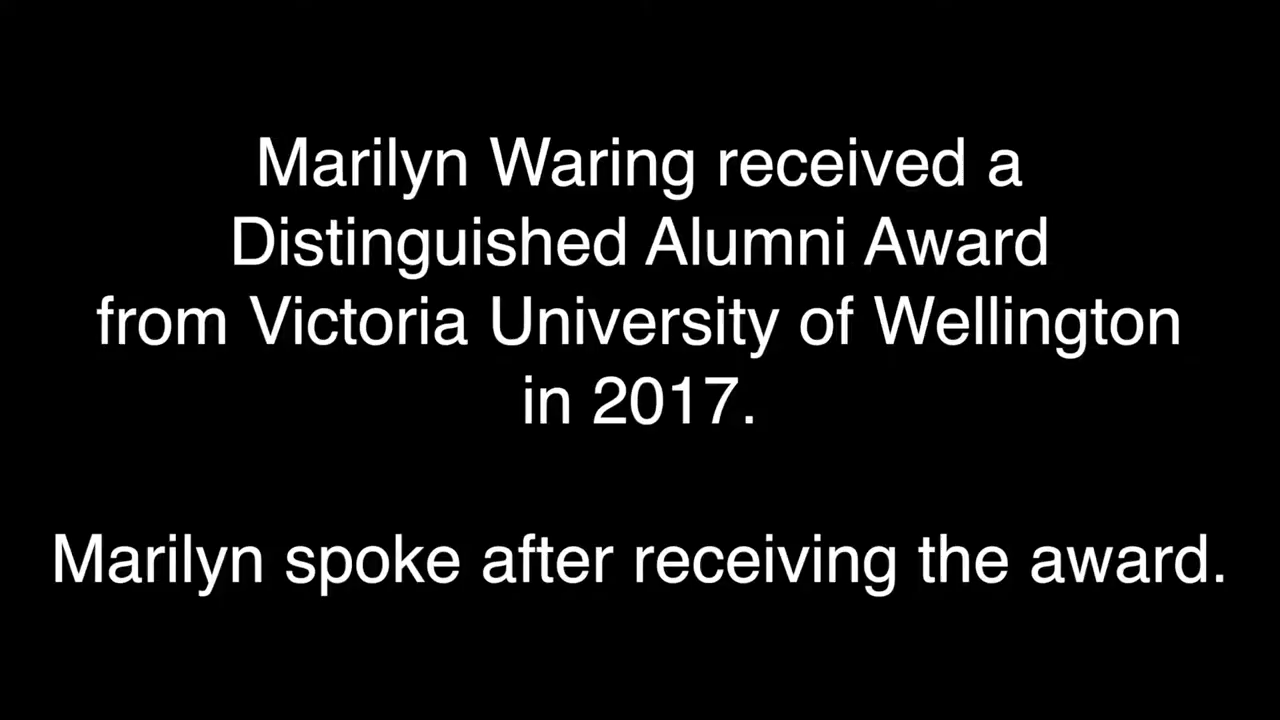 Marilyn Waring received a
Distinguished Alumni Award
from Victoria University of Wellington
in 2017.
Marilyn spoke after receiving the award.